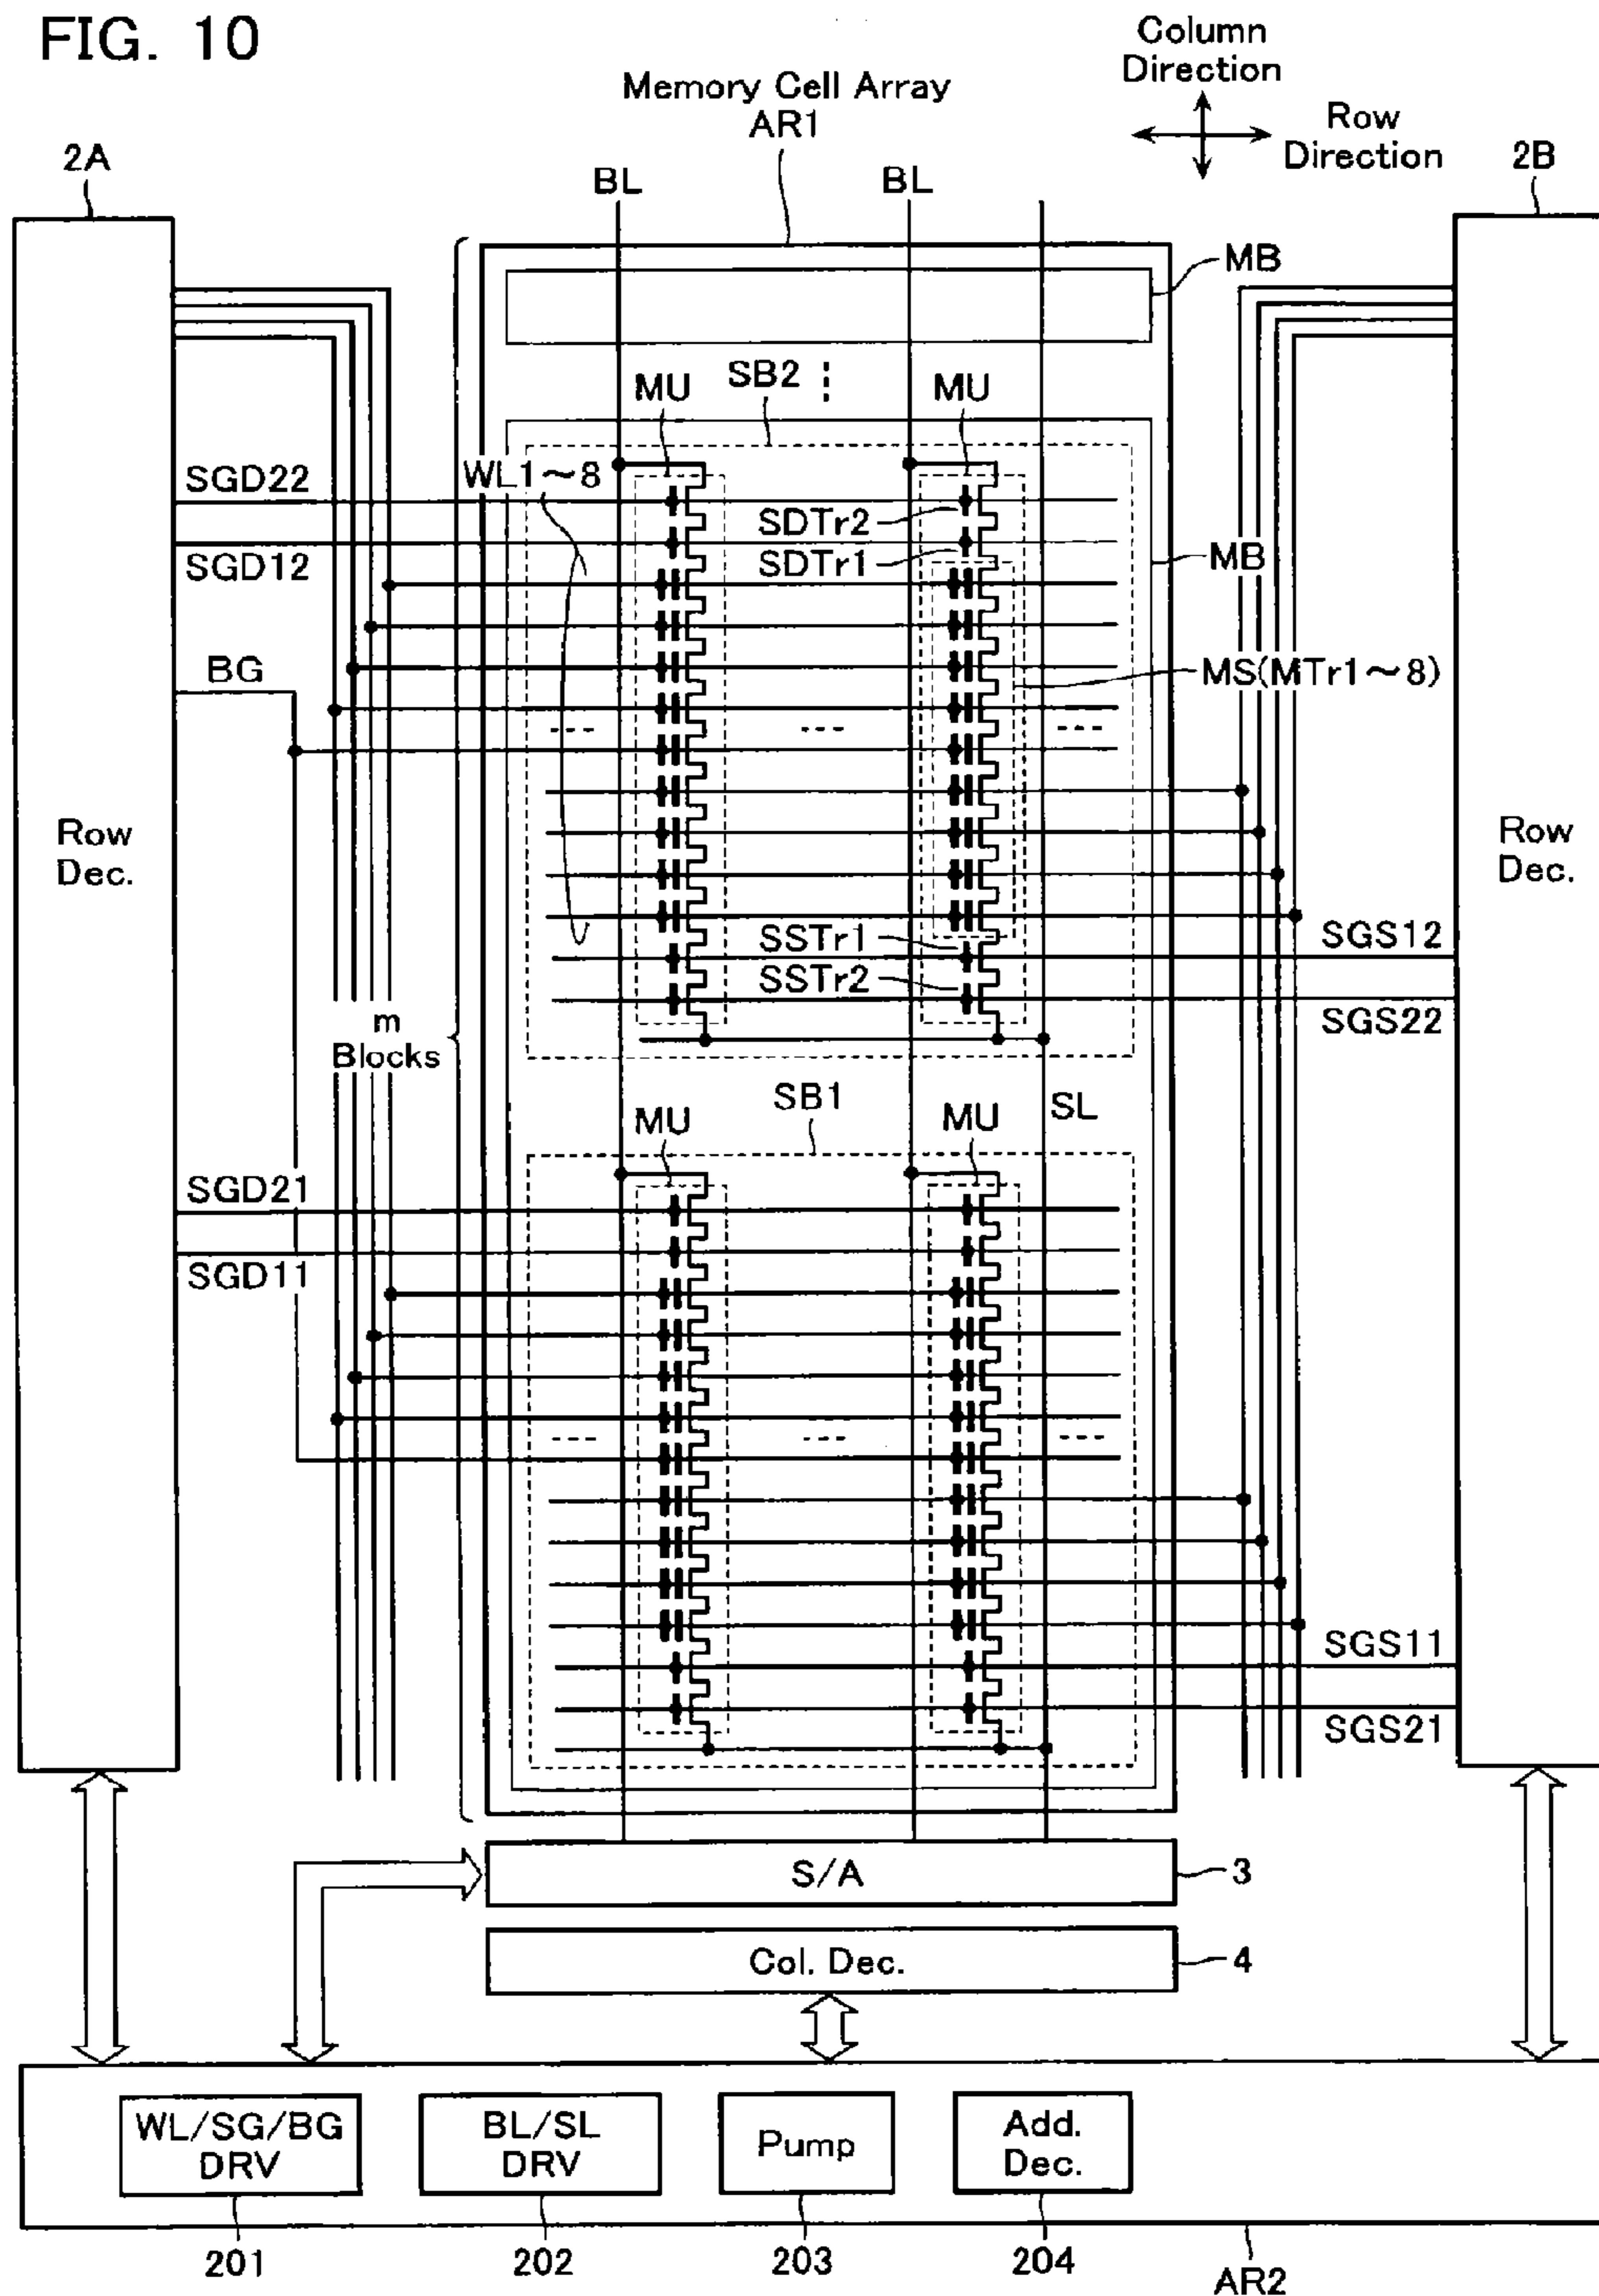 FIG. 10
Column
Direction
Row
Direction
Memory Cell Array
AR1
2A
2B
BL
BL
MB
SB2
MU
MU
WL1～8
SGD22
SDTr2
SGD12
SDTr1
MB
BG
MS(MTr1～8)
Row
Dec.
Row
Dec.
SSTr1
SGS12
SSTr2
SGS22
m
Blocks
SB1
SL
MU
MU
SGD21
SGD11
SGS11
SGS21
S/A
3
Col. Dec.
4
WL/SG/BG
DRV
BL/SL
DRV
Pump
Add.
Dec.
201
202
203
204
AR2